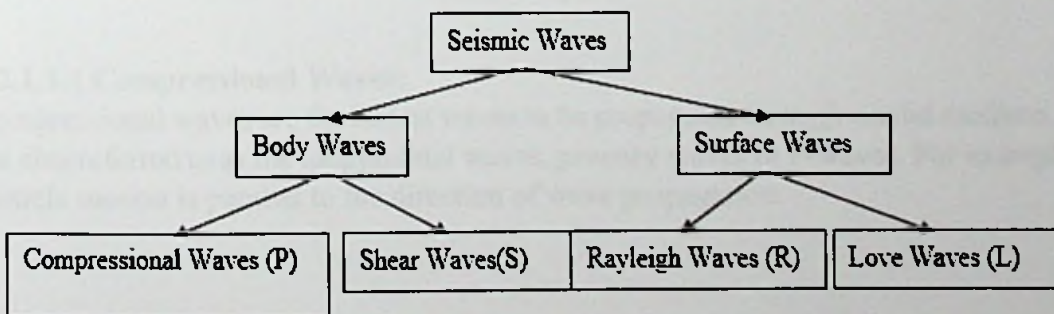 Seismic Waves
Body Waves
Surface Waves
Compressional Waves (P)
Shear Waves(S)
Rayleigh Waves (R)
Love Waves (L)